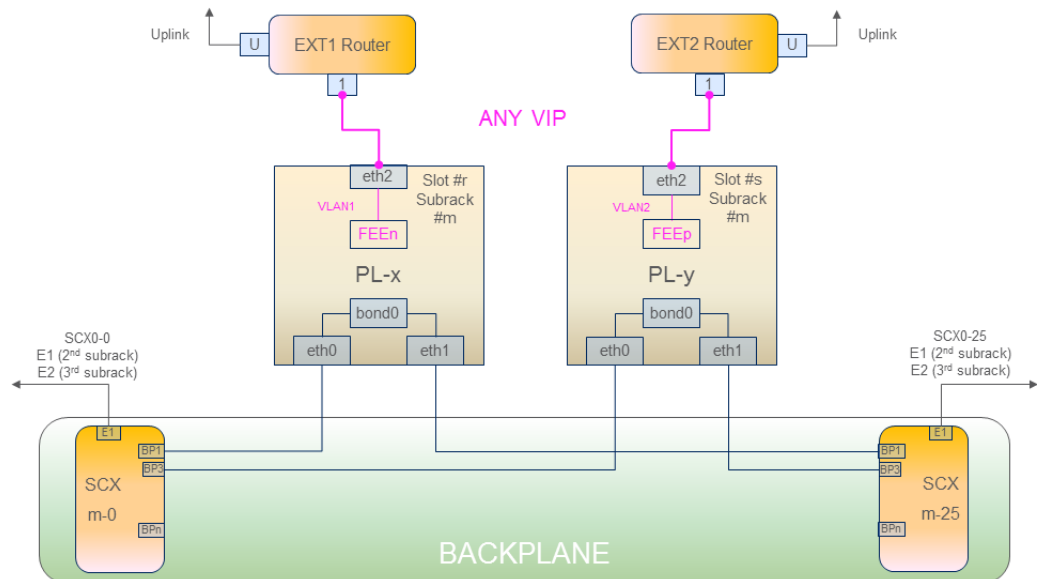 Uplink
U
EXT1 Router
1
EXT2 Router
U
Uplink
1
ANY VIP
eth2
Slot #r
Subrack
#m
VLAN1
FEEn
PL-x
bond0
eth0
eth1
eth2
Slot #s
Subrack
#m
VLAN2
FEEp
PL-y
bond0
eth0
eth1
SCX0-0
E1 (2nd subrack)
E2 (3rd subrack)
SCX0-25
E1 (2nd subrack)
E2 (3rd subrack)
E1
BP1
BP3
SCX
m-0
BPn
E1
BP1
BP3
SCX
m-25
BPn
BACKPLANE